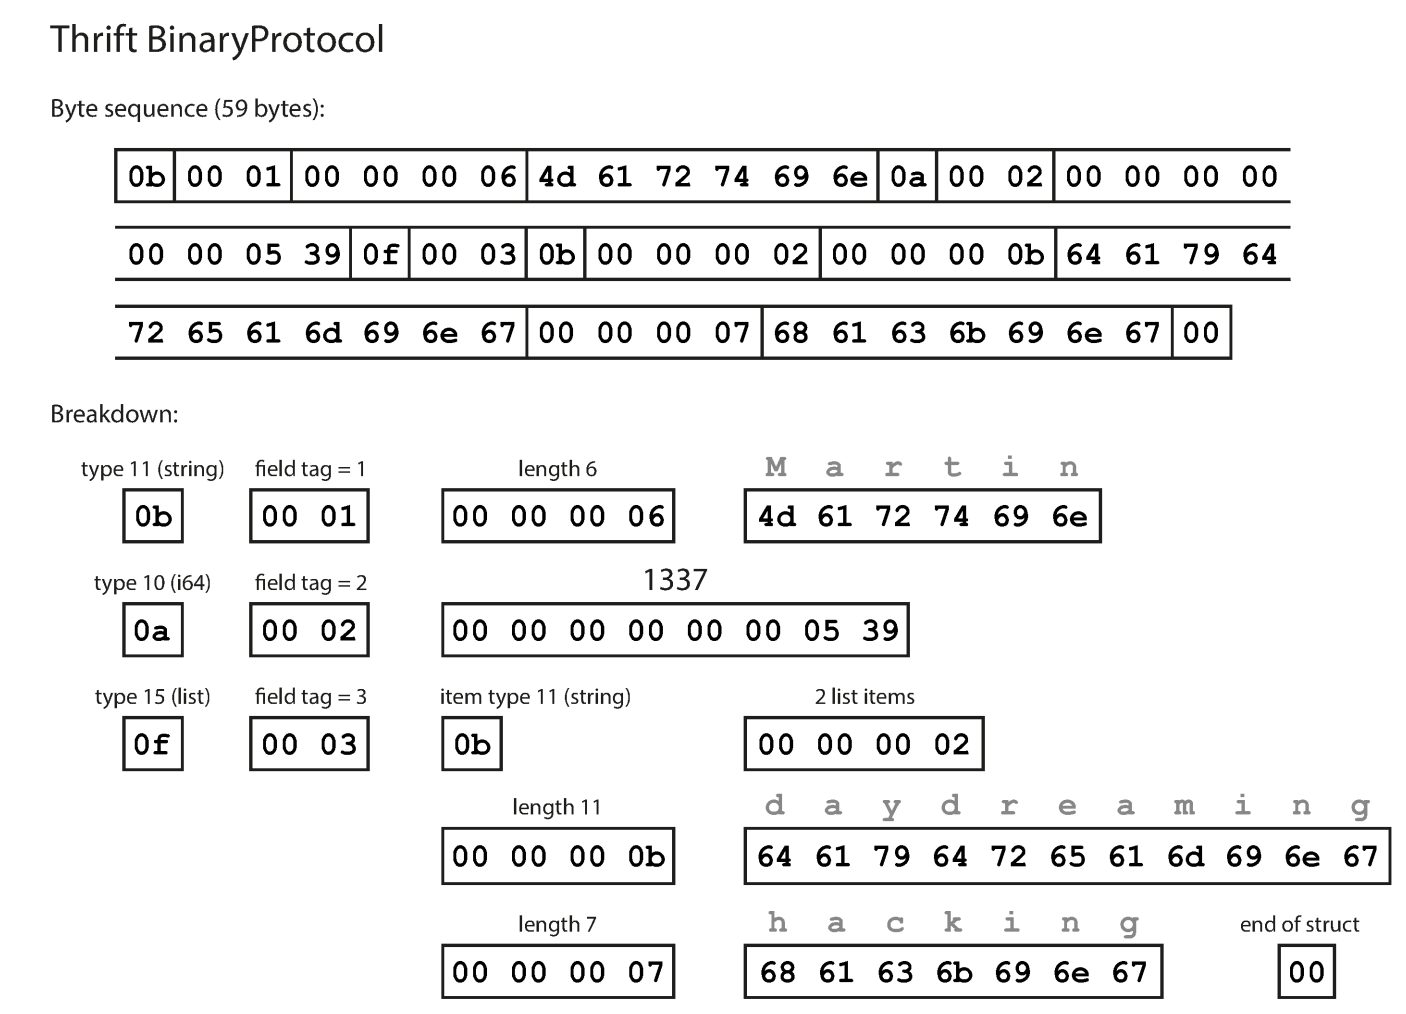 Thrift BinaryProtocol
Byte sequence (59 bytes):
0b 00 01 00 00 00 06 4d 61 72 74 69 6e 0a 00 02 00 00 00 00
00 00 05 39 0f 00 03 0b 00 00 00 02 00 00 00 0b 64 61 79 64
72 65 61 6d 69 6e 67 00 00 00 07 68 61 63 6b 69 6e 67 00
Breakdown:
type 11 (string) field tag = 1 length 6 M a r t i n
0b 00 01 00 00 00 06 4d 61 72 74 69 6e
type 10 (i64) field tag = 2 1337
0a 00 02 00 00 00 00 00 00 05 39
type 15 (list) field tag = 3 item type 11 (string) 2 list items
0f 00 03 0b 00 00 00 02
length 11 d a y d r e a m i n g
00 00 00 0b 64 61 79 64 72 65 61 6d 69 6e 67
length 7 h a c k i n g end of struct
00 00 00 07 68 61 63 6b 69 6e 67 00